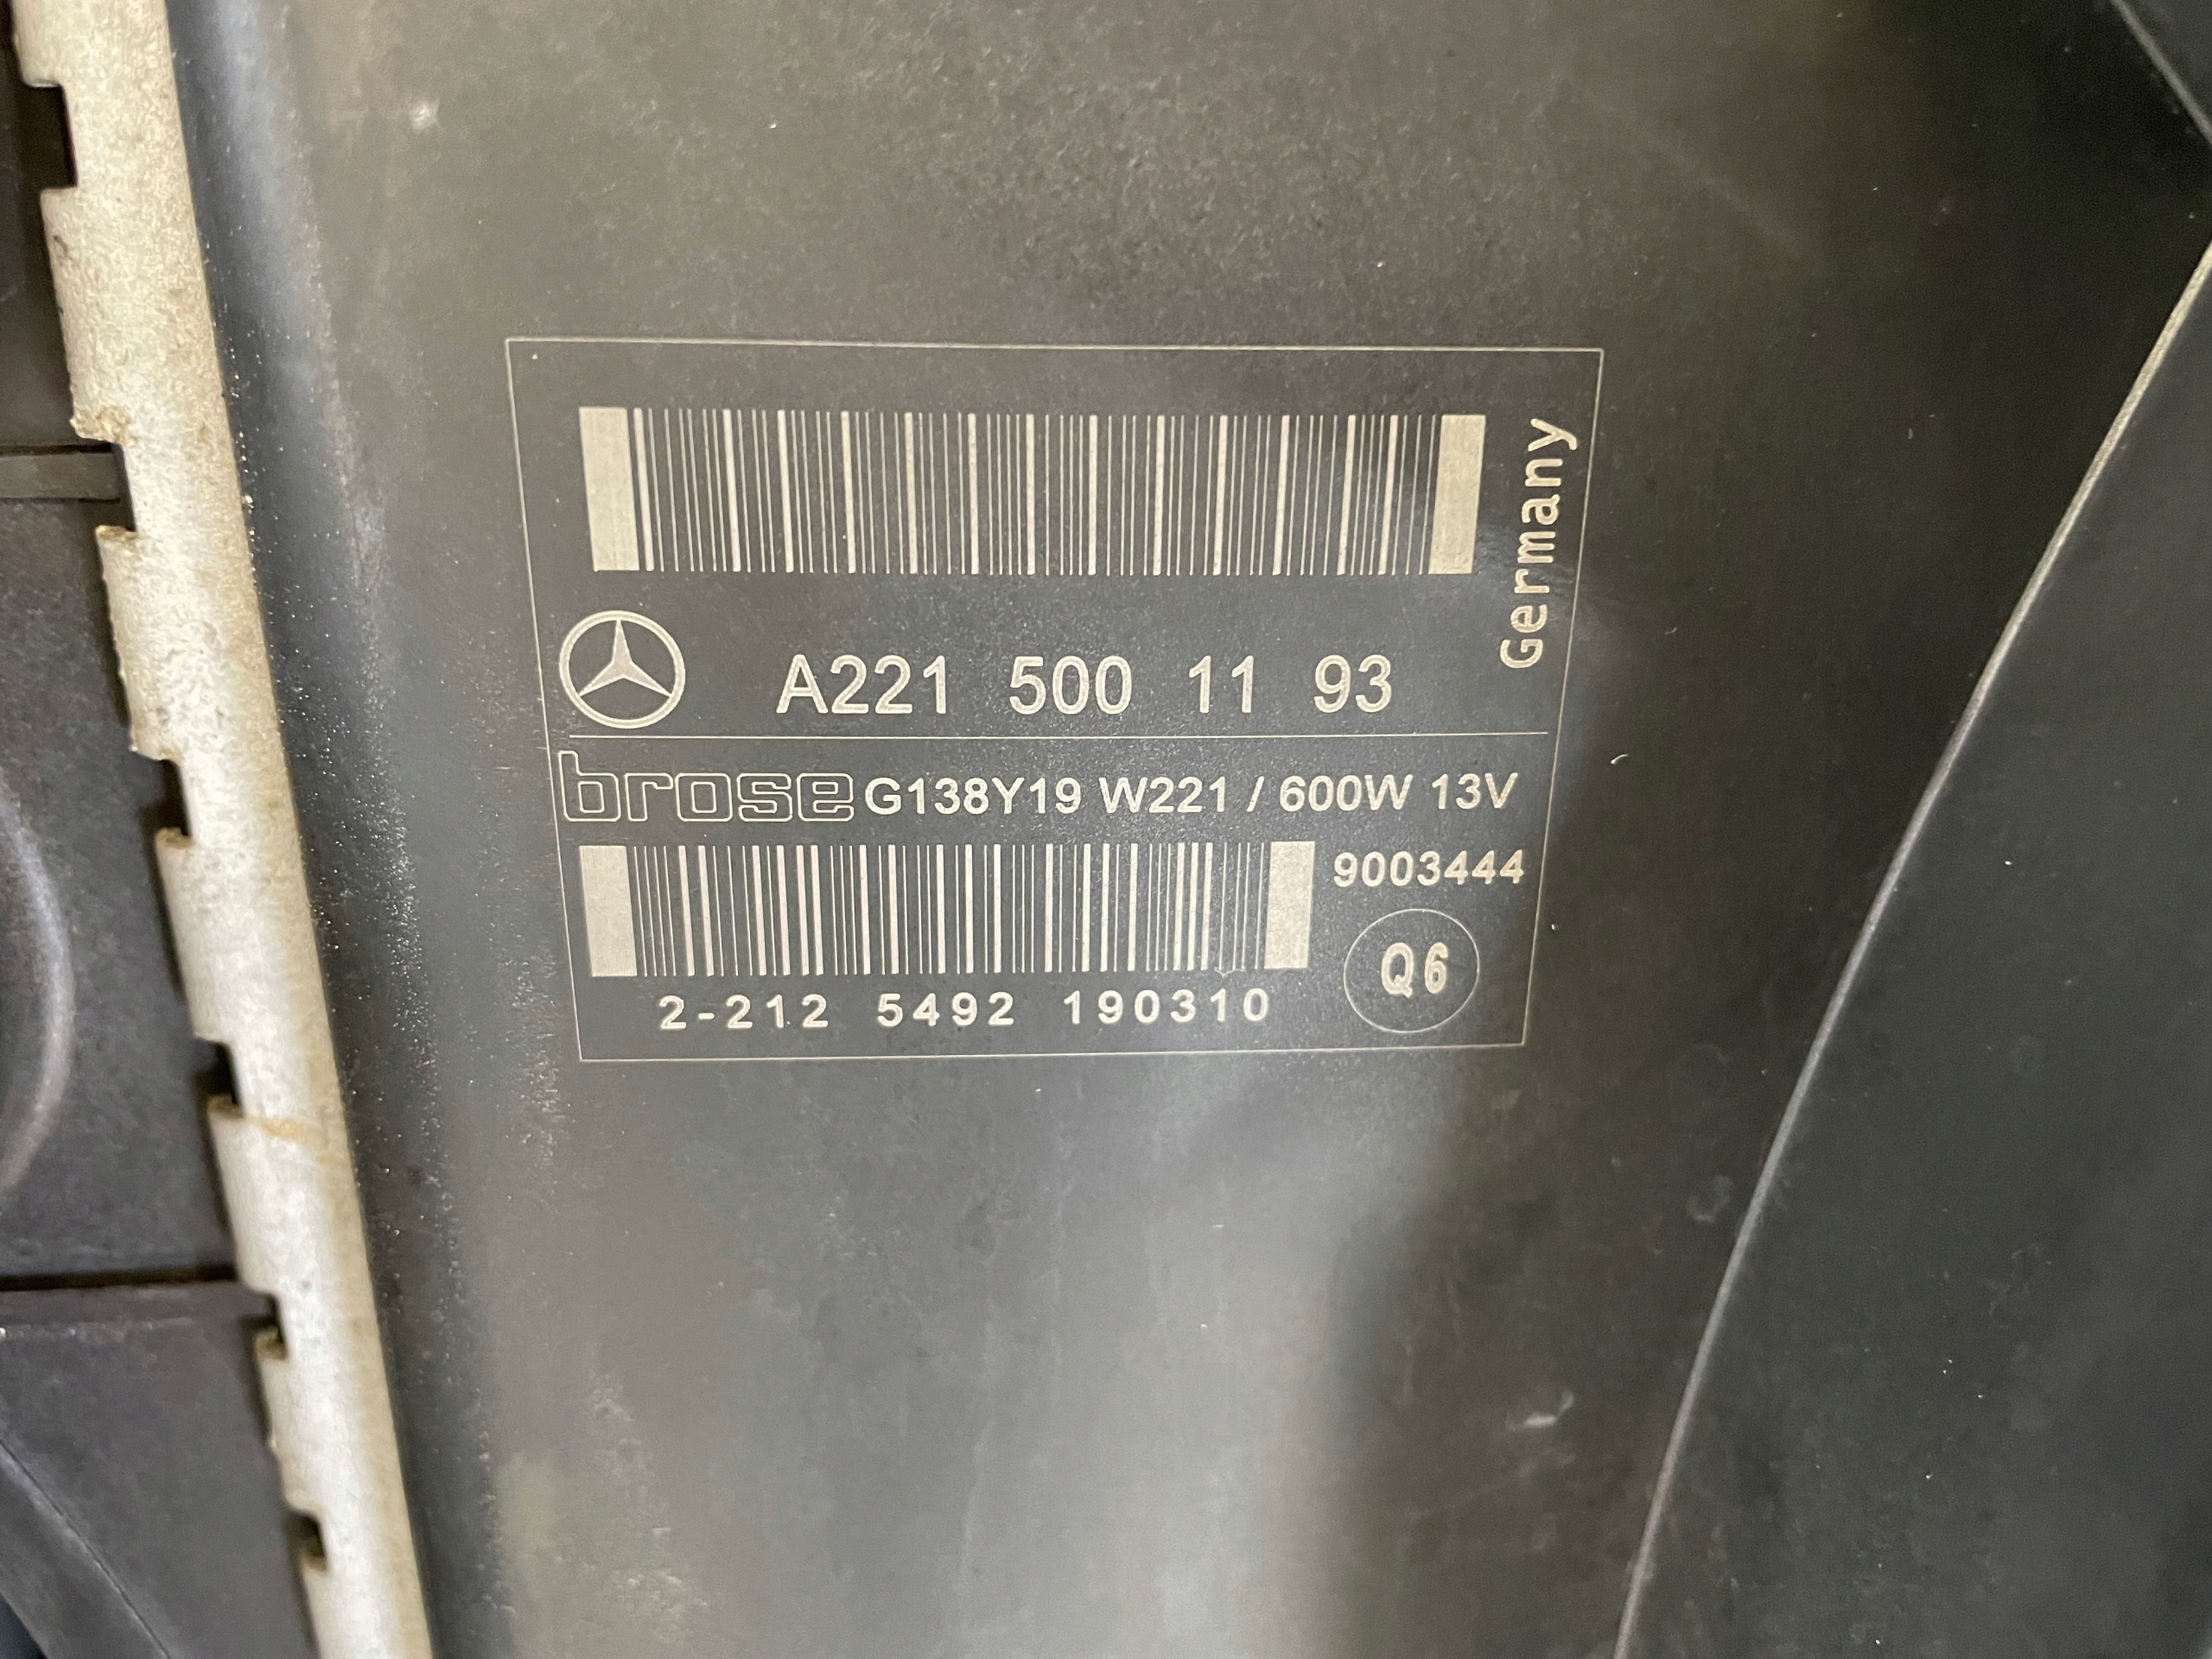 Germany
A221 500 11 93
brose G138Y19 W221 / 600W 13V
9003444
Q6
2-212 5492 190310